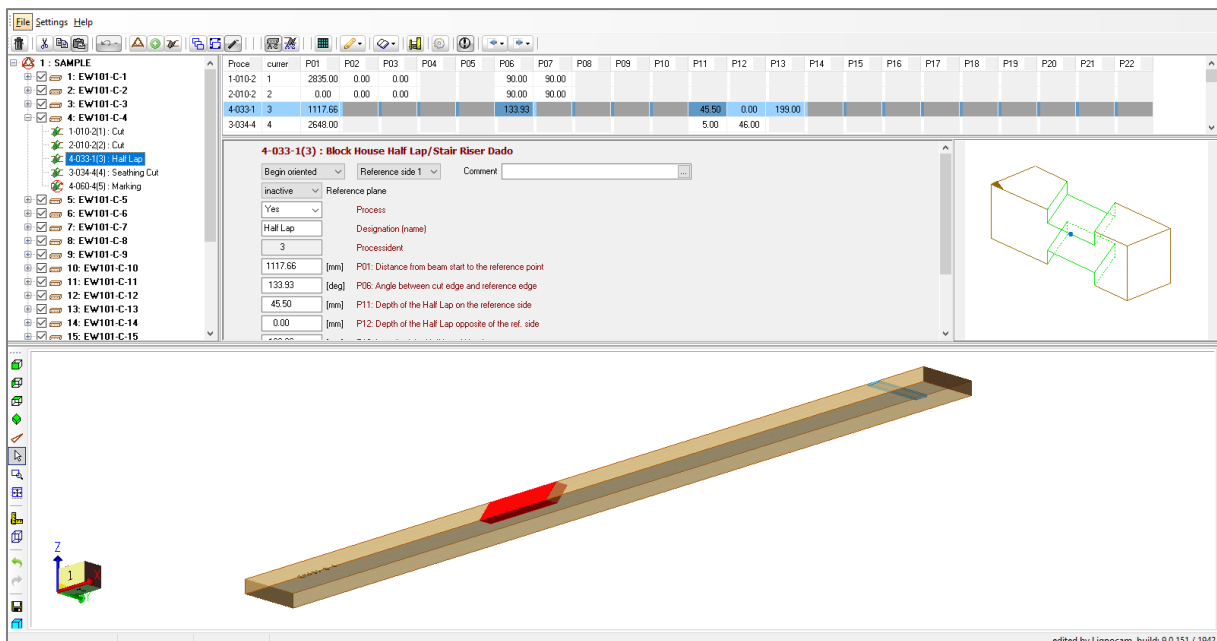 File Settings Help
1 : SAMPLE
1: EW101-C-1
2: EW101-C-2
3: EW101-C-3
4: EW101-C-4
1-010-2(1) : Cut
2-010-2(2) : Cut
4-033-1(3) : Half Lap
3-034-4(4) : Seathing Cut
4-060-4(5) : Marking
5: EW101-C-5
6: EW101-C-6
7: EW101-C-7
8: EW101-C-8
9: EW101-C-9
10: EW101-C-10
11: EW101-C-11
12: EW101-C-12
13: EW101-C-13
14: EW101-C-14
15: EW101-C-15
Proce currer P01 P02 P03 P04 P05 P06 P07 P08 P09 P10 P11 P12 P13 P14 P15 P16 P17 P18 P19 P20 P21 P22
1-010-2 1 2835.00 0.00 0.00 90.00 90.00
2-010-2 2 0.00 0.00 0.00 90.00 90.00
4-033-1 3 1117.66 133.93 45.50 0.00 199.00
3-034-4 4 2648.00 5.00 46.00
4-033-1(3) : Block House Half Lap/Stair Riser Dado
Begin oriented Reference side 1 Comment ...
inactive Reference plane
Yes Process
Half Lap Designation (name)
3 Processident
1117.66 [mm] P01: Distance from beam start to the reference point
133.93 [deg] P06: Angle between cut edge and reference edge
45.50 [mm] P11: Depth of the Half Lap on the reference side
0.00 [mm] P12: Depth of the Half Lap opposite of the ref. side
Z
1
X
edited by Lignocam, build: 9.0.151 / 1942